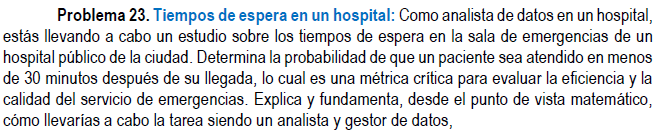 Problema 23. Tiempos de espera en un hospital: Como analista de datos en un hospital,
estás llevando a cabo un estudio sobre los tiempos de espera en la sala de emergencias de un
hospital público de la ciudad. Determina la probabilidad de que un paciente sea atendido en menos
de 30 minutos después de su llegada, lo cual es una métrica crítica para evaluar la eficiencia y la
calidad del servicio de emergencias. Explica y fundamenta, desde el punto de vista matemático,
cómo llevarías a cabo la tarea siendo un analista y gestor de datos,